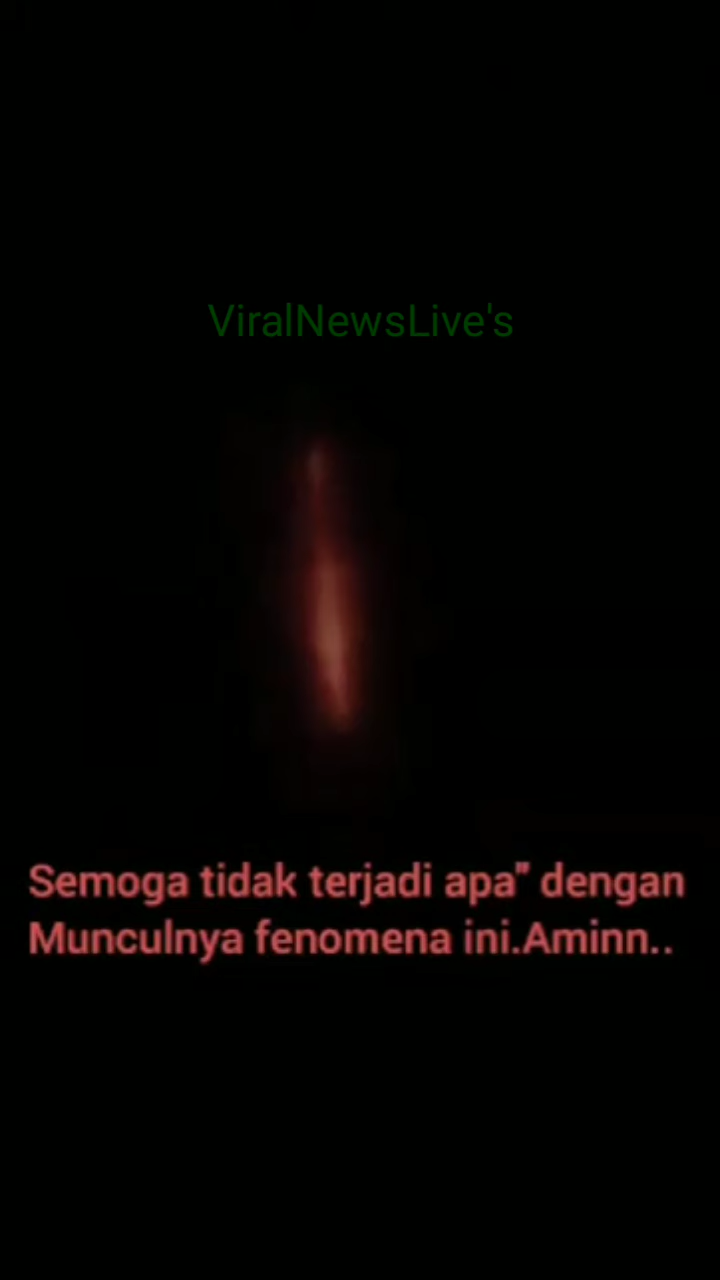 ViralNewsLive's
Semoga tidak terjadi apa" dengan
Munculnya fenomena ini.Aminn..